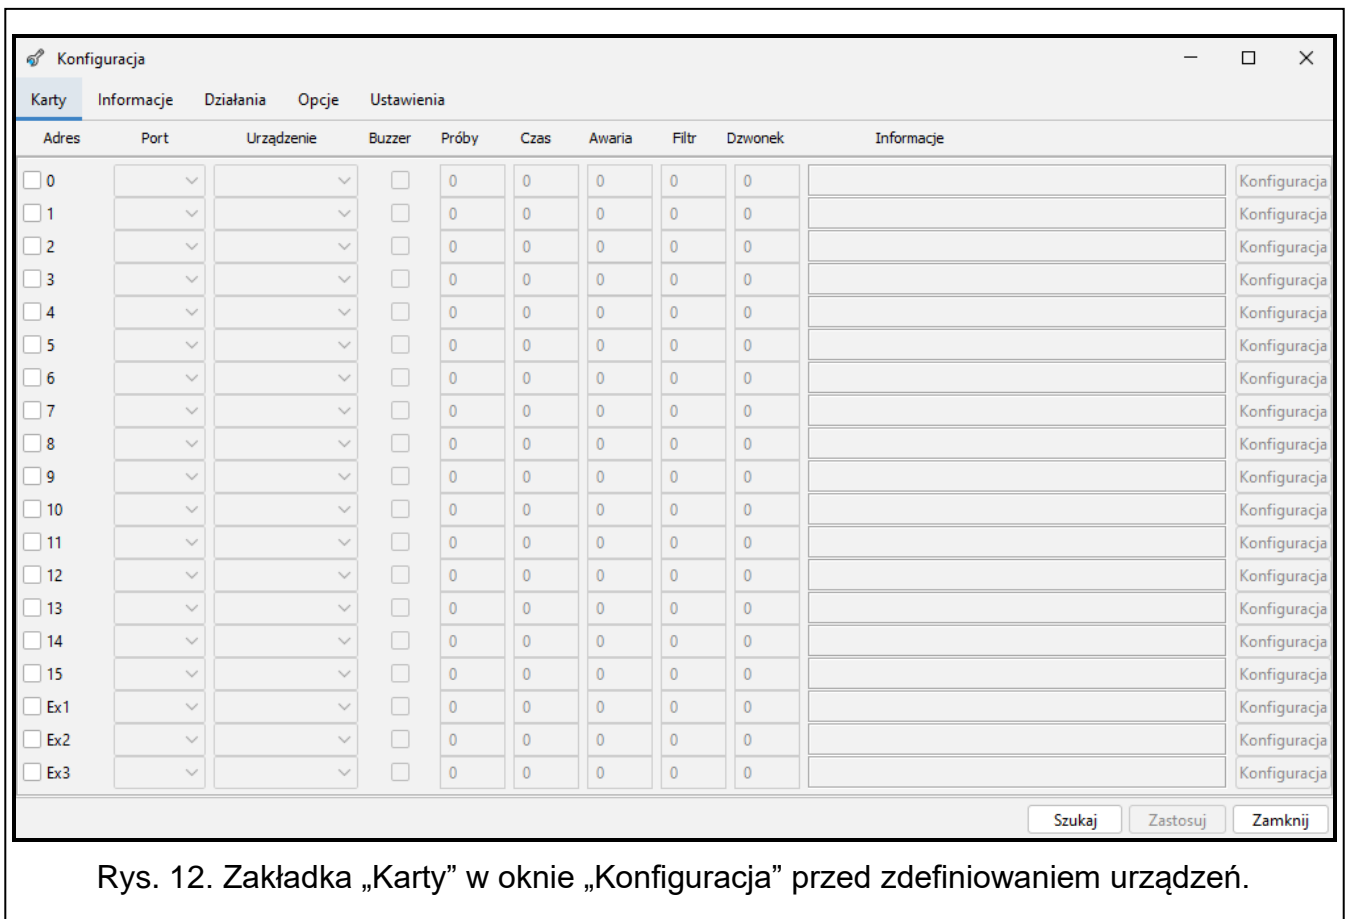 Konfiguracja
Karty Informacje Działania Opcje Ustawienia
Adres Port Urządzenie Buzzer Próby Czas Awaria Filtr Dzwonek Informacje
0 0 0 0 0 0 Konfiguracja
1 0 0 0 0 0 Konfiguracja
2 0 0 0 0 0 Konfiguracja
3 0 0 0 0 0 Konfiguracja
4 0 0 0 0 0 Konfiguracja
5 0 0 0 0 0 Konfiguracja
6 0 0 0 0 0 Konfiguracja
7 0 0 0 0 0 Konfiguracja
8 0 0 0 0 0 Konfiguracja
9 0 0 0 0 0 Konfiguracja
10 0 0 0 0 0 Konfiguracja
11 0 0 0 0 0 Konfiguracja
12 0 0 0 0 0 Konfiguracja
13 0 0 0 0 0 Konfiguracja
14 0 0 0 0 0 Konfiguracja
15 0 0 0 0 0 Konfiguracja
Ex1 0 0 0 0 0 Konfiguracja
Ex2 0 0 0 0 0 Konfiguracja
Ex3 0 0 0 0 0 Konfiguracja
Szukaj Zastosuj Zamknij
Rys. 12. Zakładka „Karty” w oknie „Konfiguracja” przed zdefiniowaniem urządzeń.